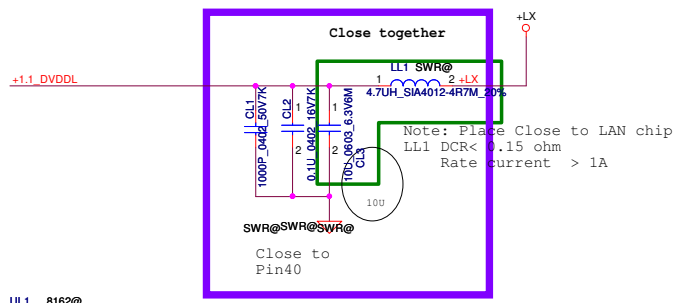 +LX
Close together
LL1 SWR@
+1.1_DVDDL
1 2 +LX
4.7UH_SIA4012-4R7M_20%
CL1
1000P_0402_50V7K
CL2
0.1U_0402_16V7K
1
2
10U_0603_6.3V6M
CL3
1
2
Note: Place Close to LAN chip
LL1 DCR< 0.15 ohm
Rate current > 1A
10U
SWR@ SWR@ SWR@
Close to
Pin40
UL1 8162@